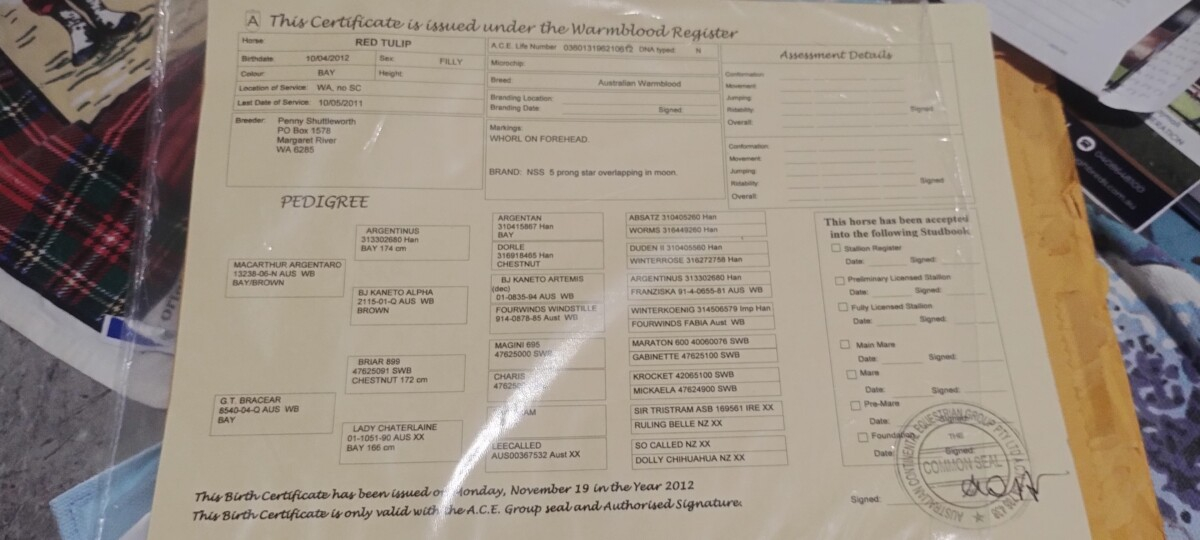 This Certificate is issued under the Warmblood Register
Horse: RED TULIP
Birthdate: 10/04/2012 Sex: FILLY
Colour: BAY Height:
Location of Service: WA, no SC
Last Date of Service: 10/05/2011
Breeder: Penny Shuttleworth
PO Box 1578
Margaret River
WA 6285
A.C.E. Life Number DNA typed: N
Microchip:
Breed: Australian Warmblood
Branding Location:
Branding Date: Signed:
Markings:
WHORL ON FOREHEAD.
BRAND: NSS 5 prong star overlapping in moon.
Assessment Details
Conformation:
Movement:
Jumping:
Rideability: Signed:
Overall:
Conformation:
Movement:
Jumping:
Rideability: Signed:
Overall:
PEDIGREE
MACARTHUR ARGENTARO
13238-06-N AUS WB
BAY/BROWN
G.T. BRACEAR
8540-04-Q AUS WB
BAY
ARGENTINUS
313302680 Han
BAY 174 cm
BJ KANETO ALPHA
2115-01-Q AUS WB
BROWN
BRIAR 899
47625091 SWB
CHESTNUT 172 cm
LADY CHATERLAINE
01-1051-90 AUS XX
BAY 166 cm
ARGENTAN
310415867 Han
BAY
DORLE
316918465 Han
CHESTNUT
BJ KANETO ARTEMIS
(dec)
01-0835-94 AUS WB
FOURWINDS WINDSTILLE
914-0878-85 Aust WB
MAGINI 695
47625000 SWB
CHARIS
LEECALLED
AUS00367532 Aust XX
ABSATZ 310405260 Han
WORMS 316449260 Han
DUDEN II 310405560 Han
WINTERROSE 316272756 Han
ARGENTINUS 313302680 Han
FRANZISKA 91-4-0655-81 AUS WB
WINTERKOENIG 314506579 Imp Han
FOURWINDS FABIA Aust WB
MARATON 600 40060076 SWB
GABINETTE 47625100 SWB
KROCKET 42065100 SWB
MICKAELA 47624900 SWB
SIR TRISTRAM ASB 169561 IRE XX
RULING BELLE NZ XX
SO CALLED NZ XX
DOLLY CHIHUAHUA NZ XX
This horse has been accepted
into the following Studbook
Stallion Register
Date: Signed:
Preliminary Licensed Stallion
Date: Signed:
Fully Licensed Stallion
Date: Signed:
Main Mare
Date: Signed:
Mare
Date: Signed:
Pre-Mare
Date: Signed:
Foundation
Date: Signed:
AUSTRALIAN CONTINENTAL EQUESTRIAN GROUP PTY LTD
THE
COMMON SEAL
Signed:
This Birth Certificate has been issued on Monday, November 19 in the Year 2012
This Birth Certificate is only valid with the A.C.E. Group seal and Authorised Signature.